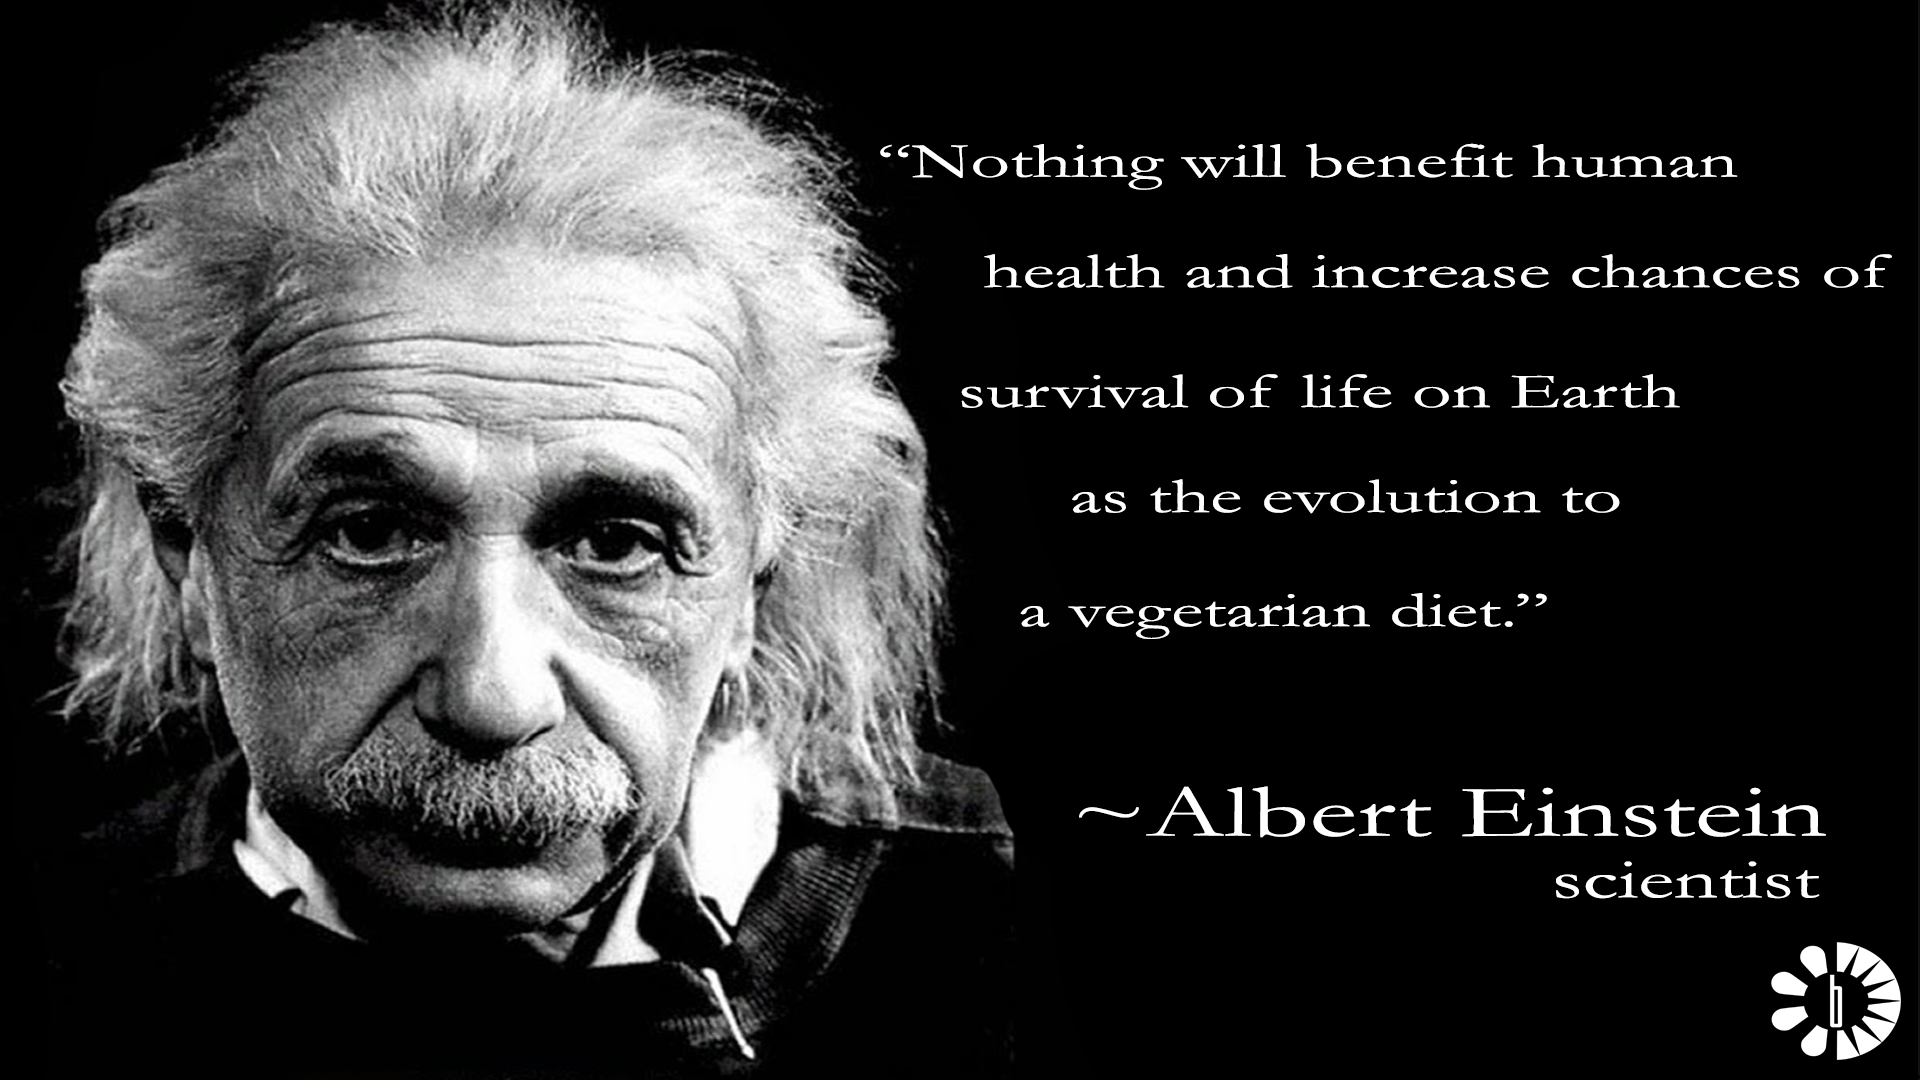 “Nothing will benefit human
health and increase chances of
survival of life on Earth
as the evolution to
a vegetarian diet.”
~Albert Einstein
scientist
b